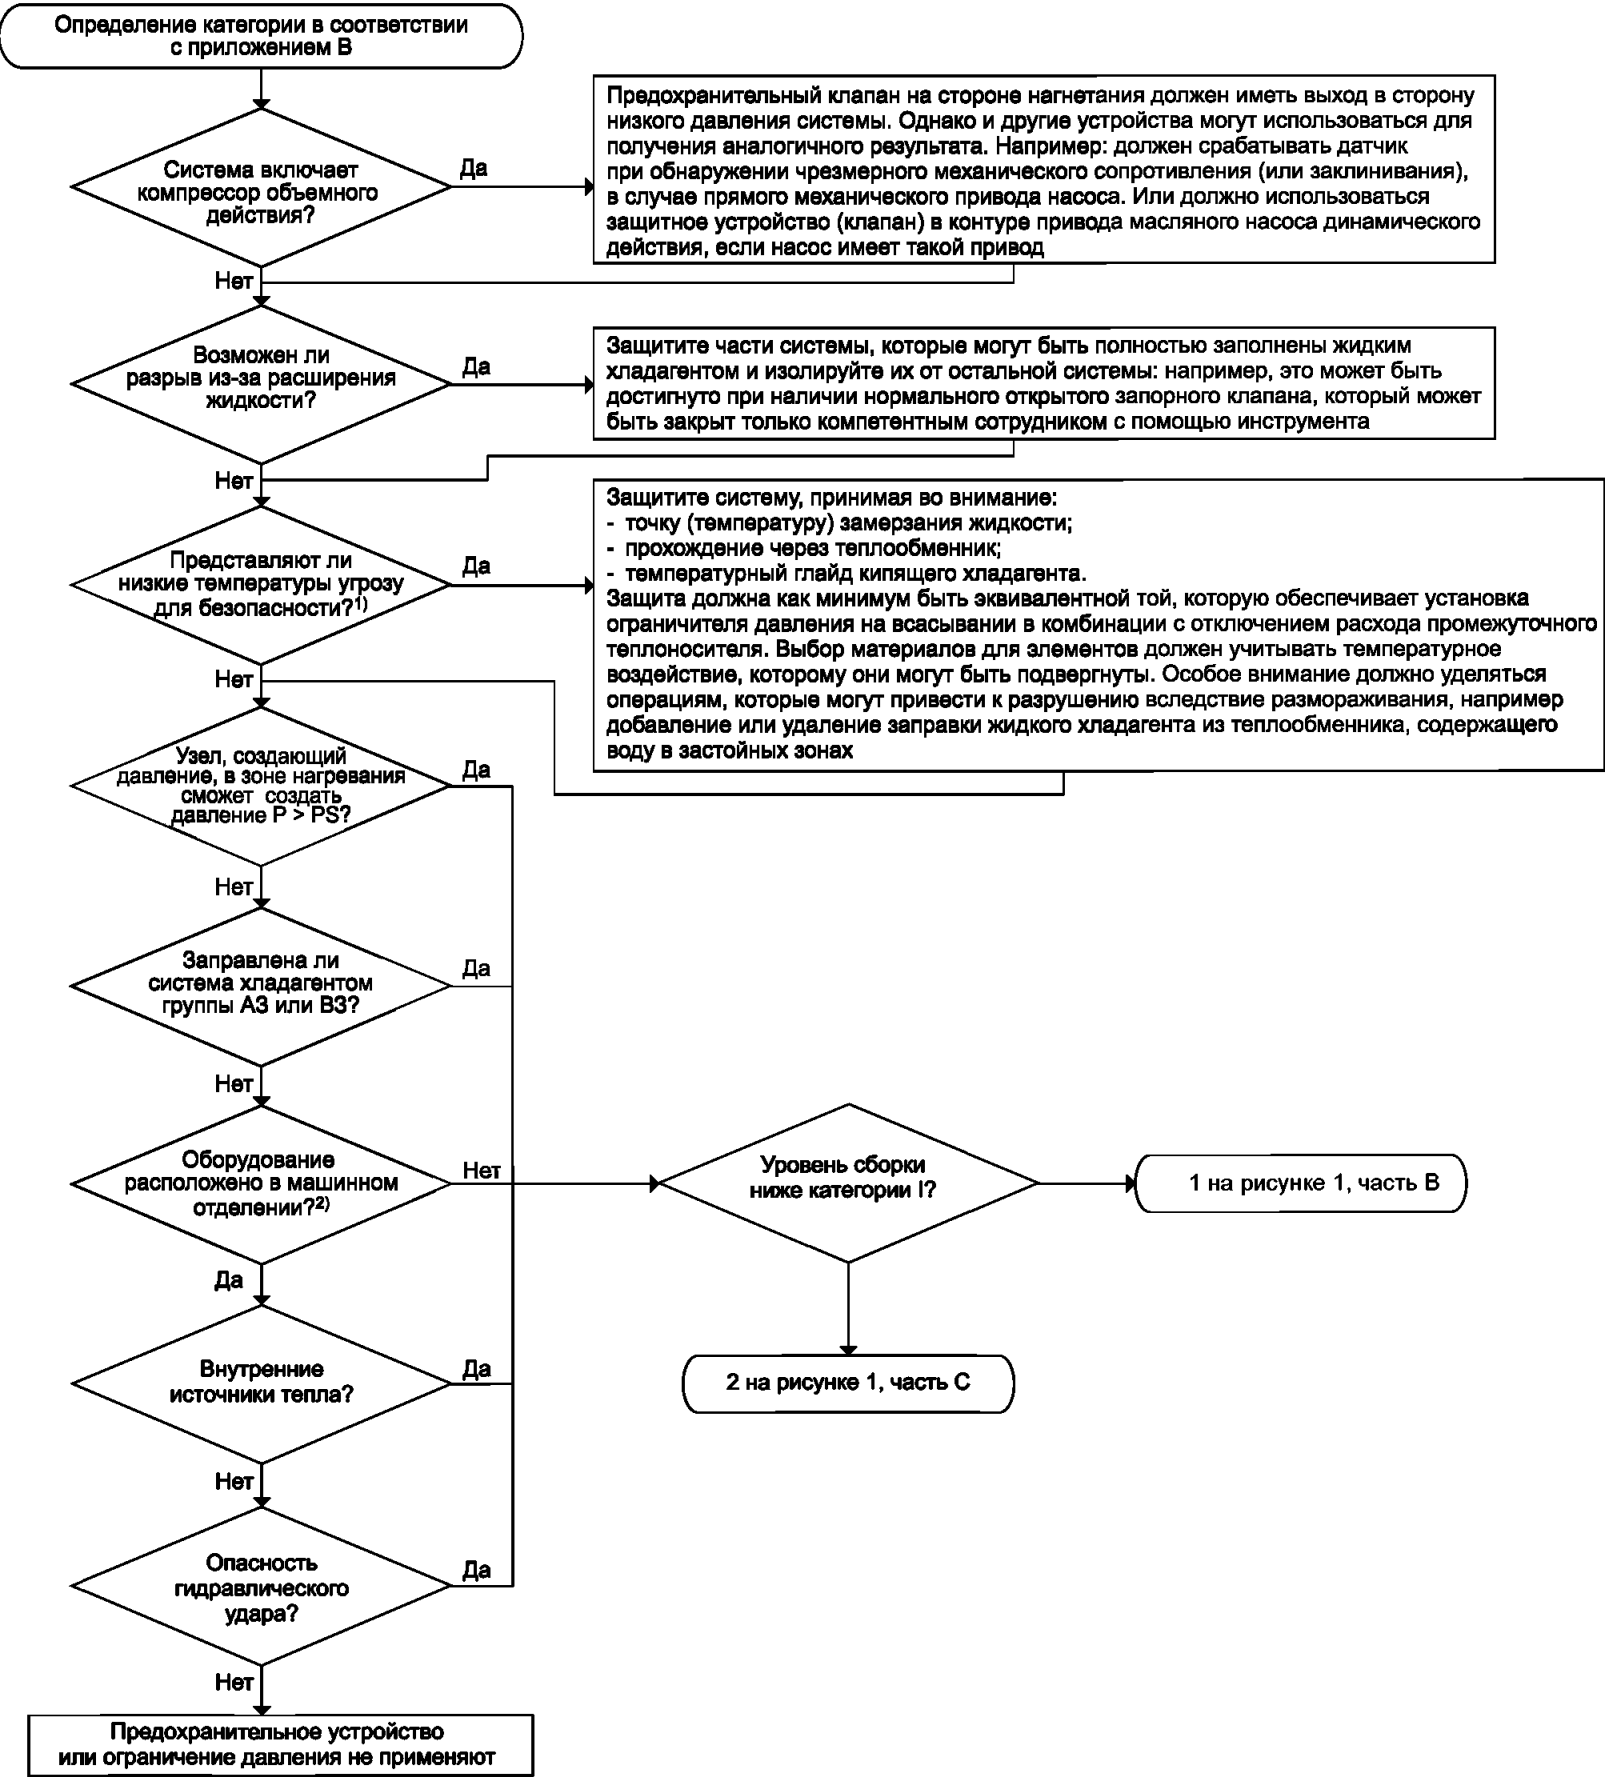 Определение категории в соответствии
с приложением В
Предохранительный клапан на стороне нагнетания должен иметь выход в сторону
низкого давления системы. Однако и другие устройства могут использоваться для
получения аналогичного результата. Например: должен срабатывать датчик
при обнаружении чрезмерного механического сопротивления (или заклинивания),
в случае прямого механического привода насоса. Или должно использоваться
защитное устройство (клапан) в контуре привода масляного насоса динамического
действия, если насос имеет такой привод
Система включает
компрессор объемного
действия?
Да
Нет
Возможен ли
разрыв из-за расширения
жидкости?
Да
Защитите части системы, которые могут быть полностью заполнены жидким
хладагентом и изолируйте их от остальной системы: например, это может быть
достигнуто при наличии нормального открытого запорного клапана, который может
быть закрыт только компетентным сотрудником с помощью инструмента
Нет
Представляют ли
низкие температуры угрозу
для безопасности?1)
Да
Защитите систему, принимая во внимание:
- точку (температуру) замерзания жидкости;
- прохождение через теплообменник;
- температурный глайд кипящего хладагента.
Защита должна как минимум быть эквивалентной той, которую обеспечивает установка
ограничителя давления на всасывании в комбинации с отключением расхода промежуточного
теплоносителя. Выбор материалов для элементов должен учитывать температурное
воздействие, которому они могут быть подвергнуты. Особое внимание должно уделяться
операциям, которые могут привести к разрушению вследствие размораживания, например
добавление или удаление заправки жидкого хладагента из теплообменника, содержащего
воду в застойных зонах
Нет
Узел, создающий
давление, в зоне нагревания
сможет создать
давление P > PS?
Да
Нет
Заправлена ли
система хладагентом
группы А3 или В3?
Да
Нет
Оборудование
расположено в машинном
отделении?2)
Нет
Уровень сборки
ниже категории I?
1 на рисунке 1, часть В
Да
2 на рисунке 1, часть С
Внутренние
источники тепла?
Да
Нет
Опасность
гидравлического
удара?
Да
Нет
Предохранительное устройство
или ограничение давления не применяют